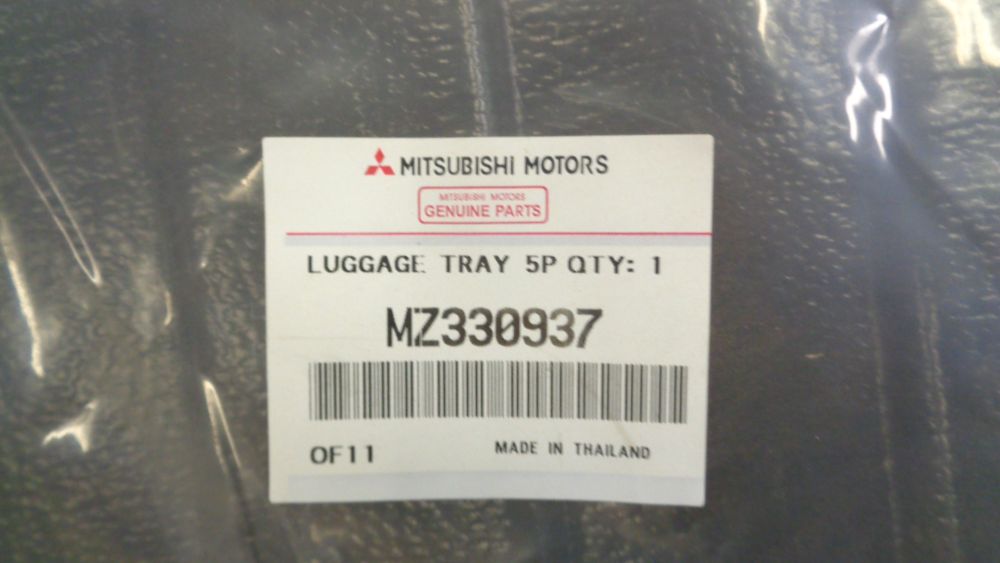 MITSUBISHI MOTORS
MITSUBISHI MOTORS
GENUINE PARTS
LUGGAGE TRAY 5P QTY: 1
MZ330937
OF11
MADE IN THAILAND